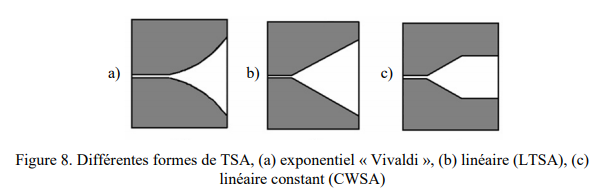 a) b) c)
Figure 8. Différentes formes de TSA, (a) exponentiel « Vivaldi », (b) linéaire (LTSA), (c)
linéaire constant (CWSA)